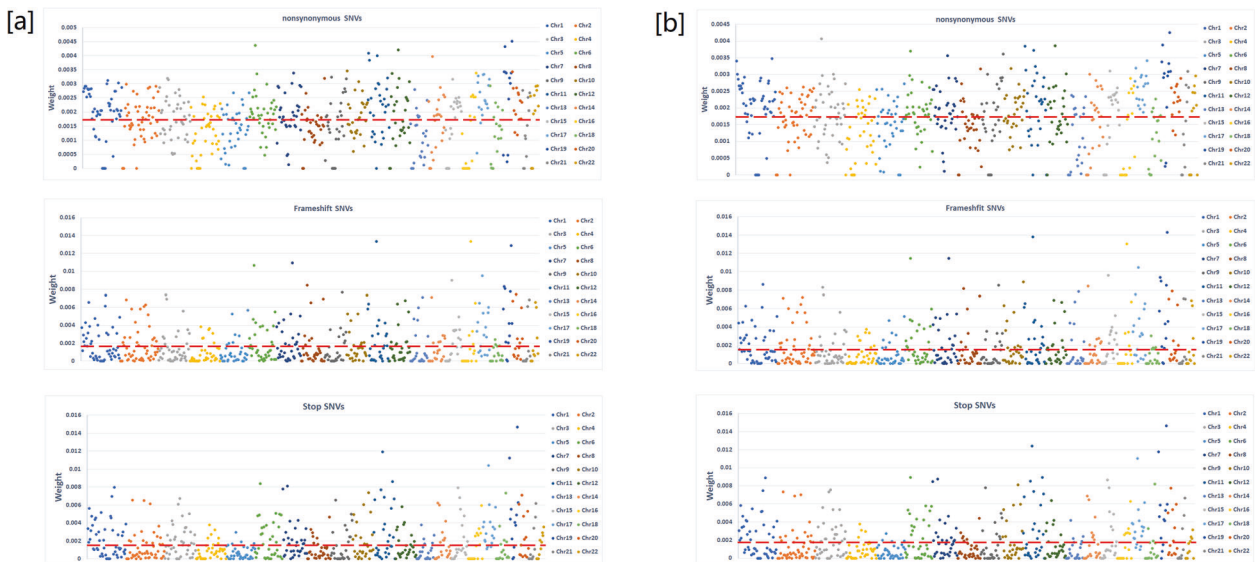 [a]
nonsynonymous SNVs
Weight
0.005
0.0045
0.004
0.0035
0.003
0.0025
0.002
0.0015
0.001
0.0005
0
Chr1 Chr2
Chr3 Chr4
Chr5 Chr6
Chr7 Chr8
Chr9 Chr10
Chr11 Chr12
Chr13 Chr14
Chr15 Chr16
Chr17 Chr18
Chr19 Chr20
Chr21 Chr22
Frameshift SNVs
0.016
0.014
0.012
0.01
0.008
0.006
0.004
0.002
0
Chr1 Chr2
Chr3 Chr4
Chr5 Chr6
Chr7 Chr8
Chr9 Chr10
Chr11 Chr12
Chr13 Chr14
Chr15 Chr16
Chr17 Chr18
Chr19 Chr20
Chr21 Chr22
Stop SNVs
Weight
0.016
0.014
0.012
0.01
0.008
0.006
0.004
0.002
0
Chr1 Chr2
Chr3 Chr4
Chr5 Chr6
Chr7 Chr8
Chr9 Chr10
Chr11 Chr12
Chr13 Chr14
Chr15 Chr16
Chr17 Chr18
Chr19 Chr20
Chr21 Chr22
[b]
nonsynonymous SNVs
Weight
0.0045
0.004
0.0035
0.003
0.0025
0.002
0.0015
0.001
0.0005
0
Chr1 Chr2
Chr3 Chr4
Chr5 Chr6
Chr7 Chr8
Chr9 Chr10
Chr11 Chr12
Chr13 Chr14
Chr15 Chr16
Chr17 Chr18
Chr19 Chr20
Chr21 Chr22
Frameshfit SNVs
0.016
0.014
0.012
0.01
0.008
0.006
0.004
0.002
0
Chr1 Chr2
Chr3 Chr4
Chr5 Chr6
Chr7 Chr8
Chr9 Chr10
Chr11 Chr12
Chr13 Chr14
Chr15 Chr16
Chr17 Chr18
Chr19 Chr20
Chr21 Chr22
Stop SNVs
Weight
0.016
0.014
0.012
0.01
0.008
0.006
0.004
0.002
0
Chr1 Chr2
Chr3 Chr4
Chr5 Chr6
Chr7 Chr8
Chr9 Chr10
Chr11 Chr12
Chr13 Chr14
Chr15 Chr16
Chr17 Chr18
Chr19 Chr20
Chr21 Chr22